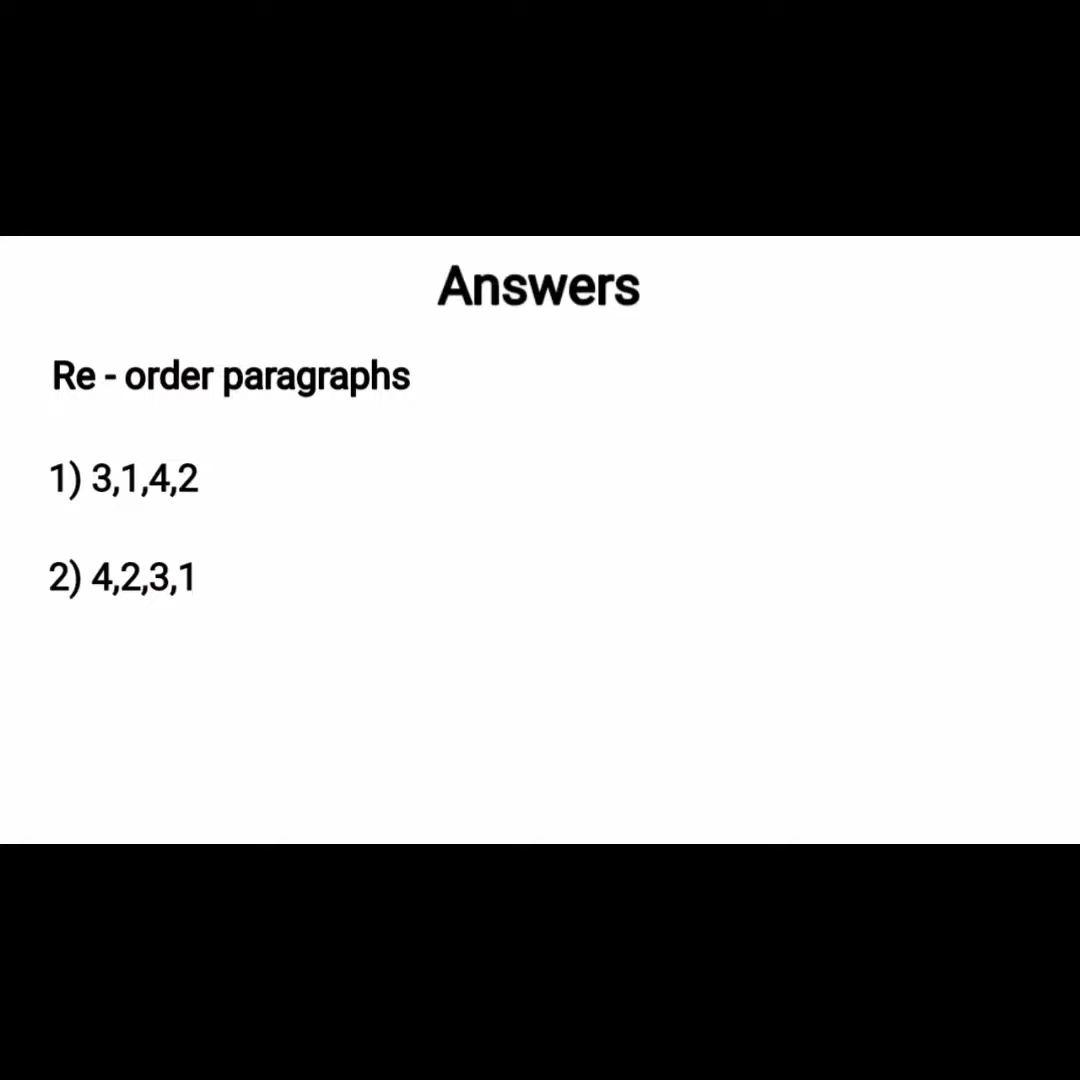 Answers
Re - order paragraphs
1) 3,1,4,2
2) 4,2,3,1